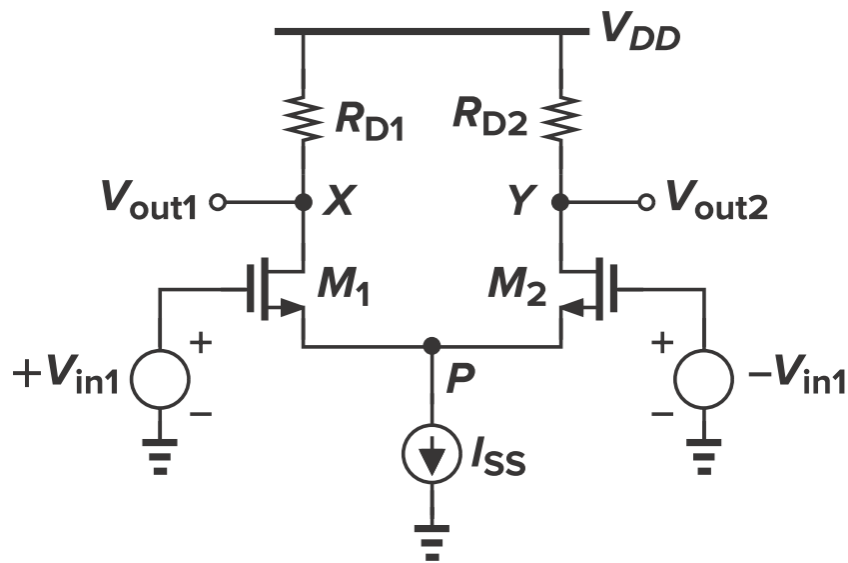 V_DD
R_D1
R_D2
V_out1
X
Y
V_out2
M_1
M_2
+V_in1
+
−
P
+
−
−V_in1
I_SS